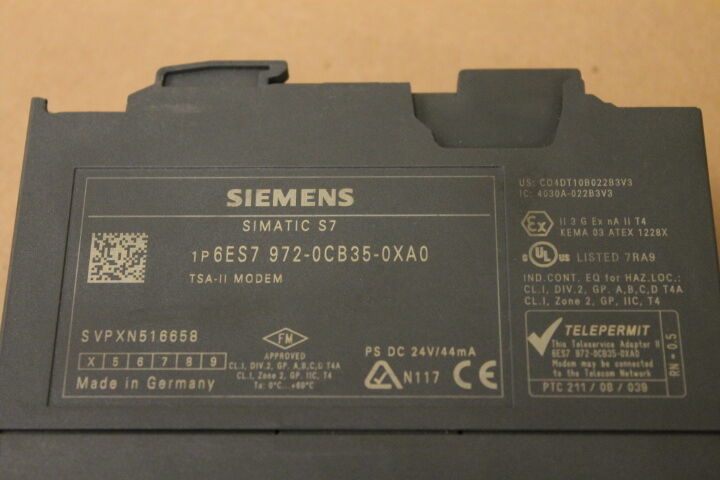 SIEMENS
SIMATIC S7
1P 6ES7 972-0CB35-0XA0
TSA-II MODEM
SVPXN516658
X 5 6 7 8 9
Made in Germany
FM
APPROVED
CL.I, DIV.2, GP. A,B,C,D T4A
CL.I, Zone 2, GP. IIC, T4
Ta: 0°C...+60°C
PS DC 24V/44mA
N117 CE
US: CO4DT10B022B3V3
IC: 4030A-022B3V3
Ex II 3 G Ex nA II T4
KEMA 03 ATEX 1228X
c UL us LISTED 7RA9
IND.CONT. EQ for HAZ.LOC.:
CL.I, DIV.2, GP. A,B,C,D T4A
CL.I, Zone 2, GP, IIC, T4
TELEPERMIT
This Teleservice Adapter II
6ES7 972-0CB35-0XA0
Modem may be connected
to the Telecom Network
PTC 211 / 08 / 039
RN = 0.5